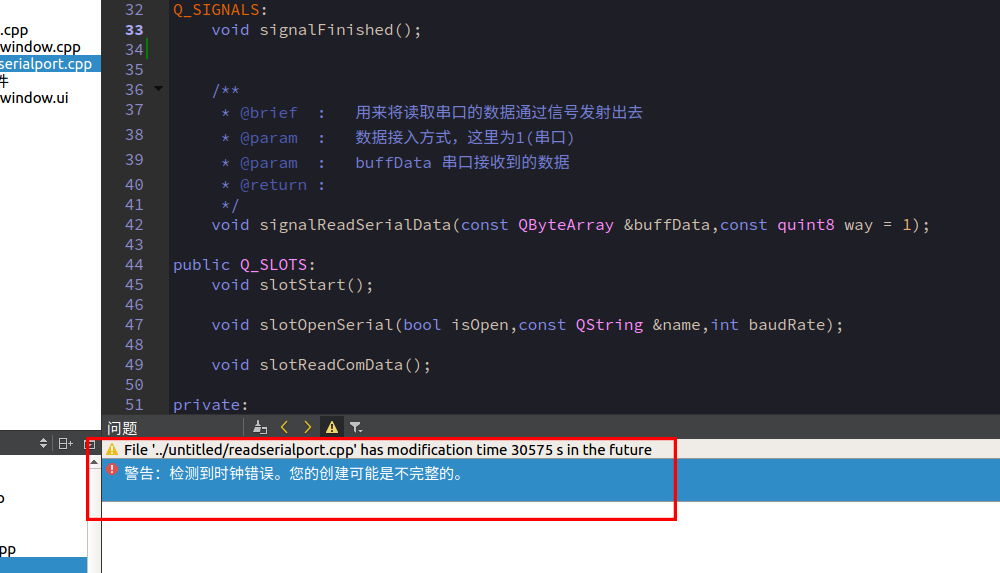 .cpp
window.cpp
serialport.cpp
件
window.ui
32 Q_SIGNALS:
33 void signalFinished();
34
35
36 /**
37 * @brief : 用来将读取串口的数据通过信号发射出去
38 * @param : 数据接入方式，这里为1(串口)
39 * @param : buffData 串口接收到的数据
40 * @return :
41 */
42 void signalReadSerialData(const QByteArray &buffData,const quint8 way = 1);
43
44 public Q_SLOTS:
45 void slotStart();
46
47 void slotOpenSerial(bool isOpen,const QString &name,int baudRate);
48
49 void slotReadComData();
50
51 private:
问题
File '../untitled/readserialport.cpp' has modification time 30575 s in the future
警告：检测到时钟错误。您的创建可能是不完整的。
pp